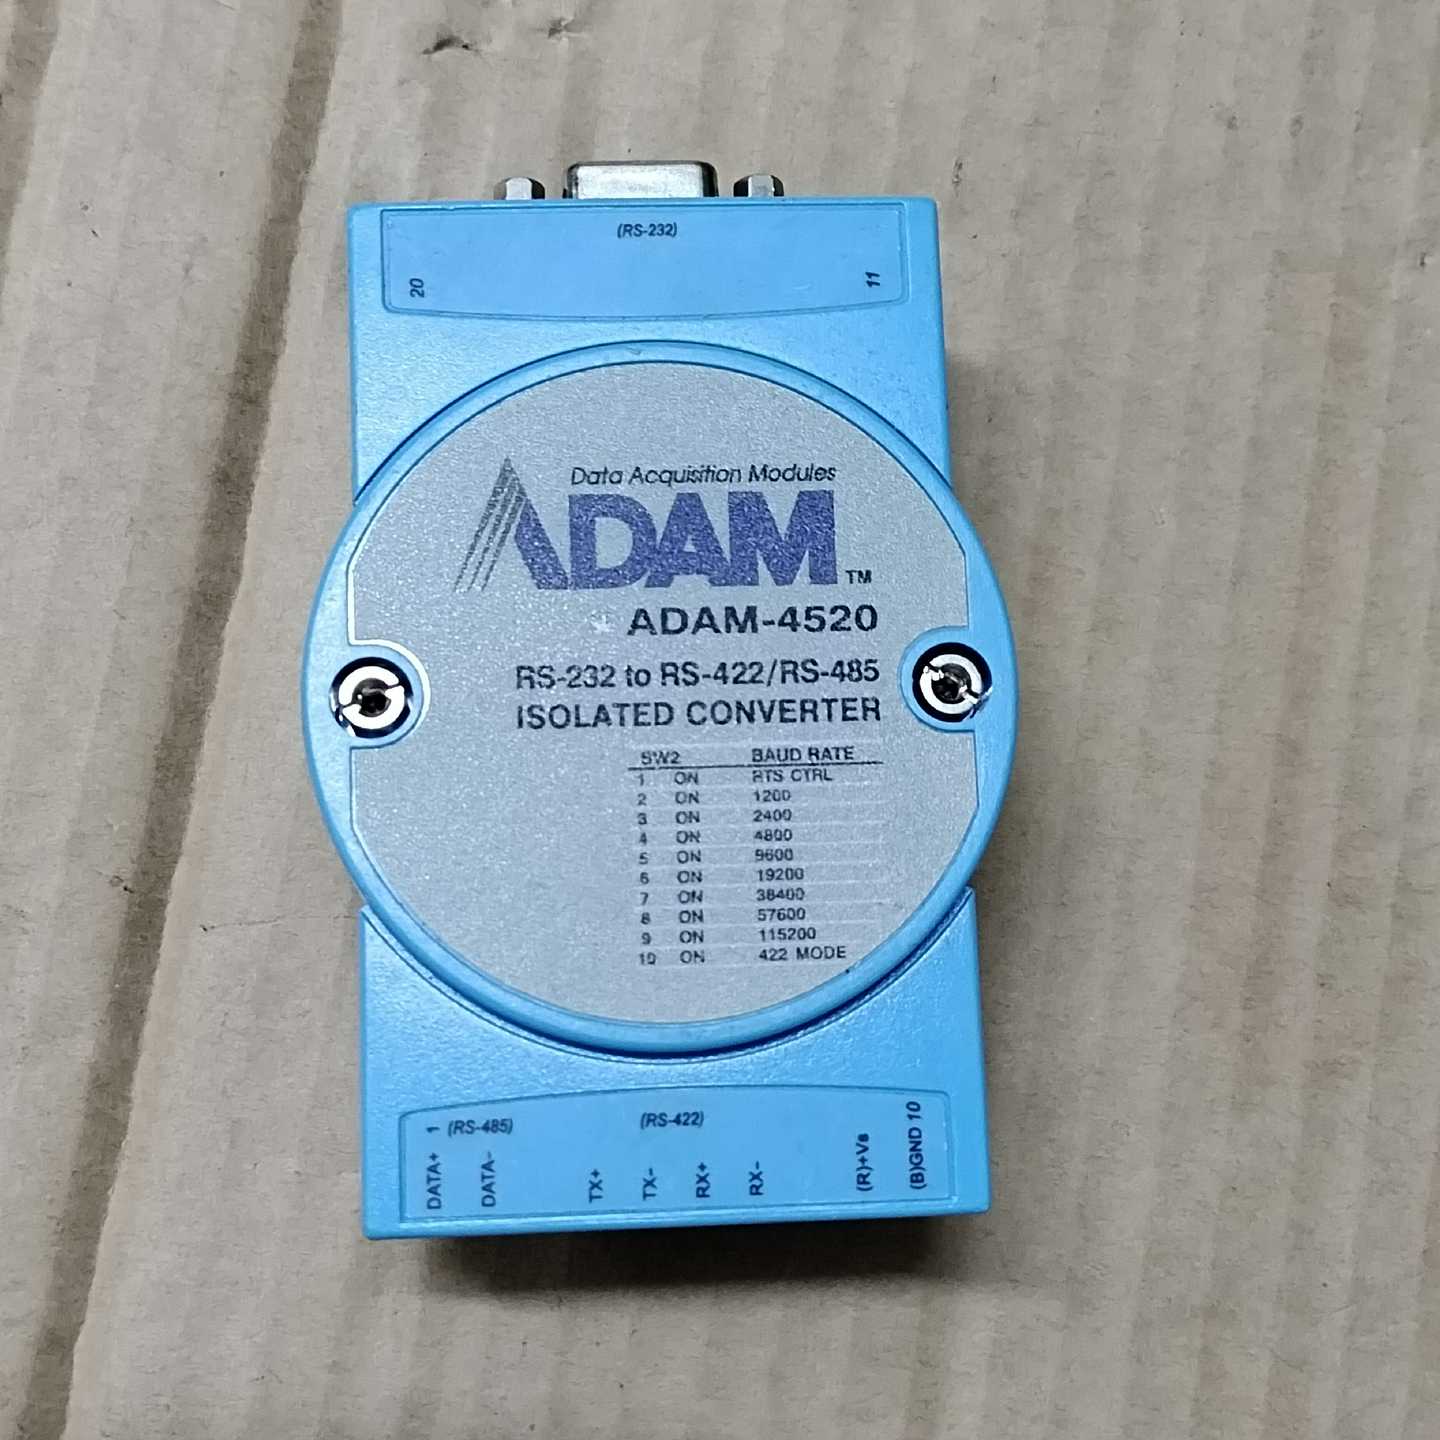 (RS-232)
20
11
Data Acquisition Modules
ADAM TM
ADAM-4520
RS-232 to RS-422/RS-485
ISOLATED CONVERTER
SW2 BAUD RATE
1 ON RTS CTRL
2 ON 1200
3 ON 2400
4 ON 4800
5 ON 9600
6 ON 19200
7 ON 38400
8 ON 57600
9 ON 115200
10 ON 422 MODE
1 (RS-485)
(RS-422)
DATA+
DATA-
TX+
TX-
RX+
RX-
(R)+Vs
(B)GND 10